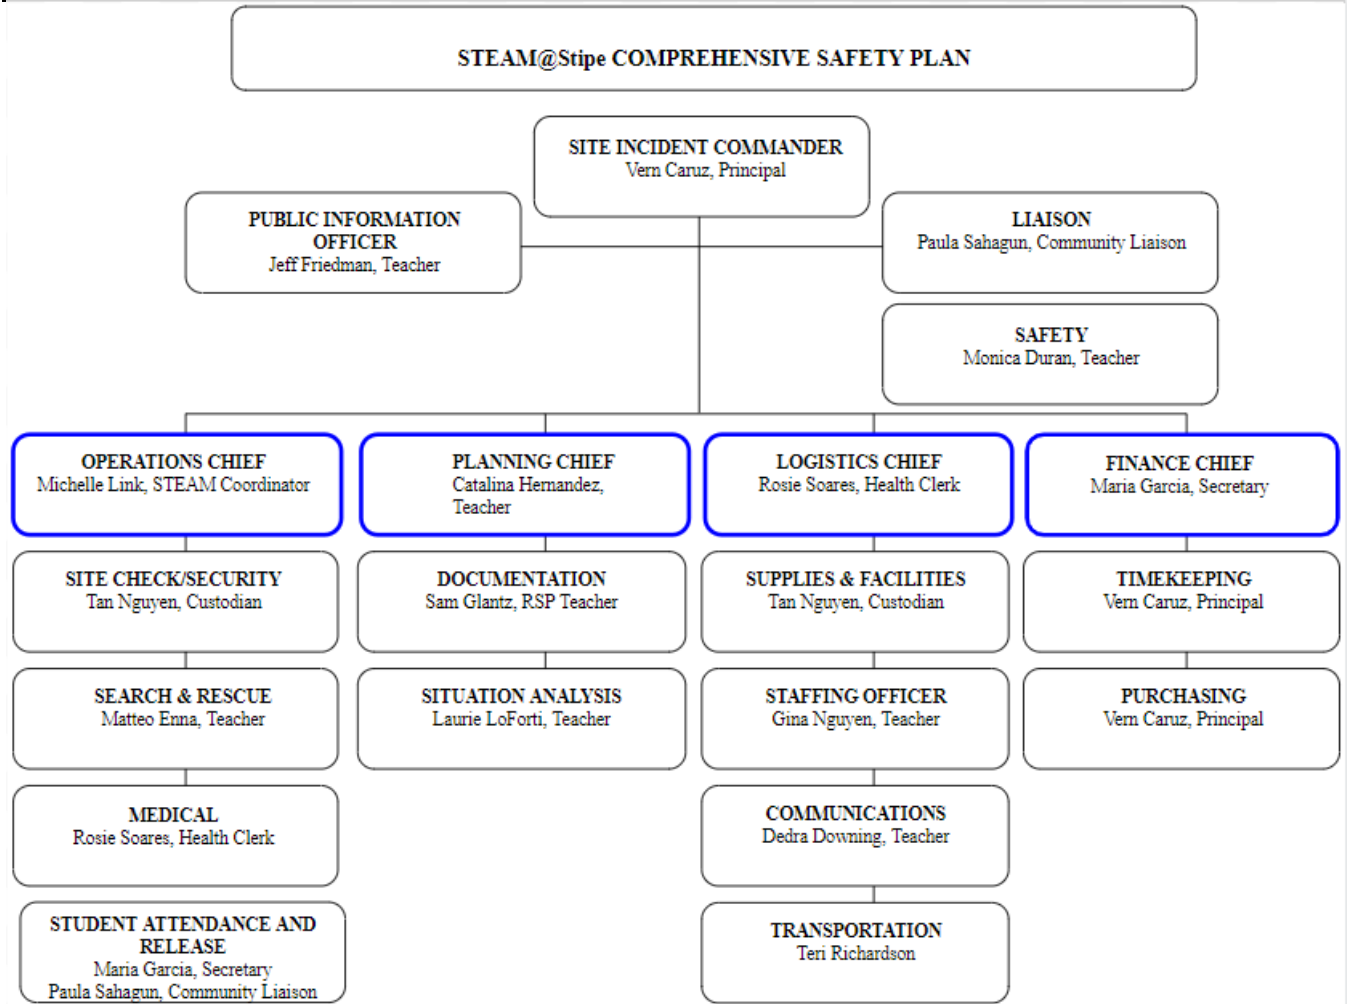 STEAM@Stipe COMPREHENSIVE SAFETY PLAN
SITE INCIDENT COMMANDER
Vern Caruz, Principal
PUBLIC INFORMATION
OFFICER
Jeff Friedman, Teacher
LIAISON
Paula Sahagun, Community Liaison
SAFETY
Monica Duran, Teacher
OPERATIONS CHIEF
Michelle Link, STEAM Coordinator
PLANNING CHIEF
Catalina Hernandez,
Teacher
LOGISTICS CHIEF
Rosie Soares, Health Clerk
FINANCE CHIEF
Maria Garcia, Secretary
SITE CHECK/SECURITY
Tan Nguyen, Custodian
DOCUMENTATION
Sam Glantz, RSP Teacher
SUPPLIES & FACILITIES
Tan Nguyen, Custodian
TIMEKEEPING
Vern Caruz, Principal
SEARCH & RESCUE
Matteo Enna, Teacher
SITUATION ANALYSIS
Laurie LoForti, Teacher
STAFFING OFFICER
Gina Nguyen, Teacher
PURCHASING
Vern Caruz, Principal
MEDICAL
Rosie Soares, Health Clerk
COMMUNICATIONS
Dedra Downing, Teacher
STUDENT ATTENDANCE AND
RELEASE
Maria Garcia, Secretary
Paula Sahagun, Community Liaison
TRANSPORTATION
Teri Richardson